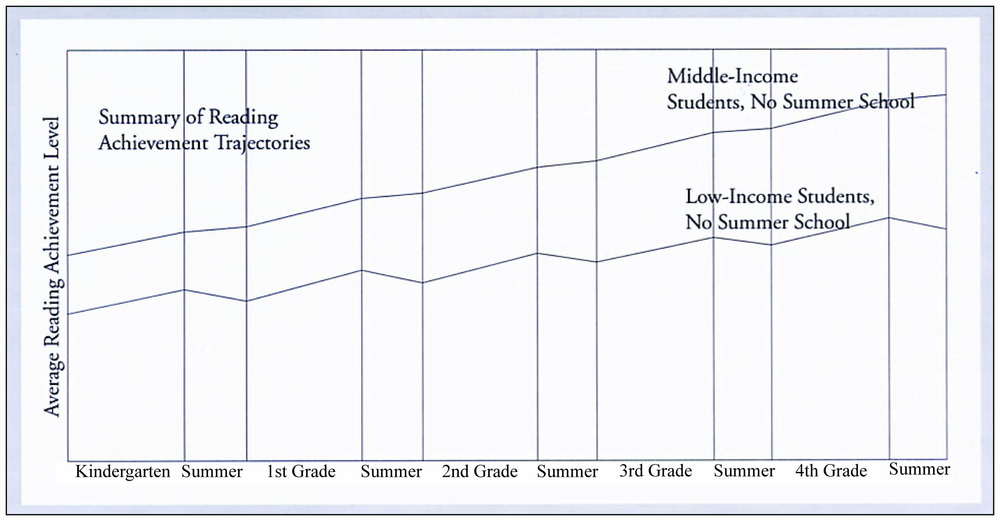 Middle-Income
Students, No Summer School
Summary of Reading
Achievement Trajectories
Average Reading Achievement Level
Low-Income Students,
No Summer School
Kindergarten Summer 1st Grade Summer 2nd Grade Summer 3rd Grade Summer 4th Grade Summer